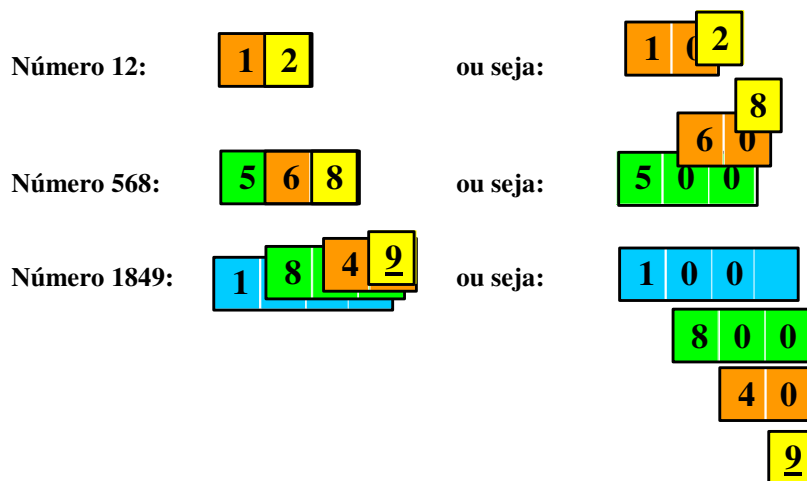 Número 12: 1 2 ou seja: 1 0 2
8
6 0
Número 568: 5 6 8 ou seja: 5 0 0
Número 1849: 1 8 4 9 ou seja: 1 0 0
8 0 0
4 0
9